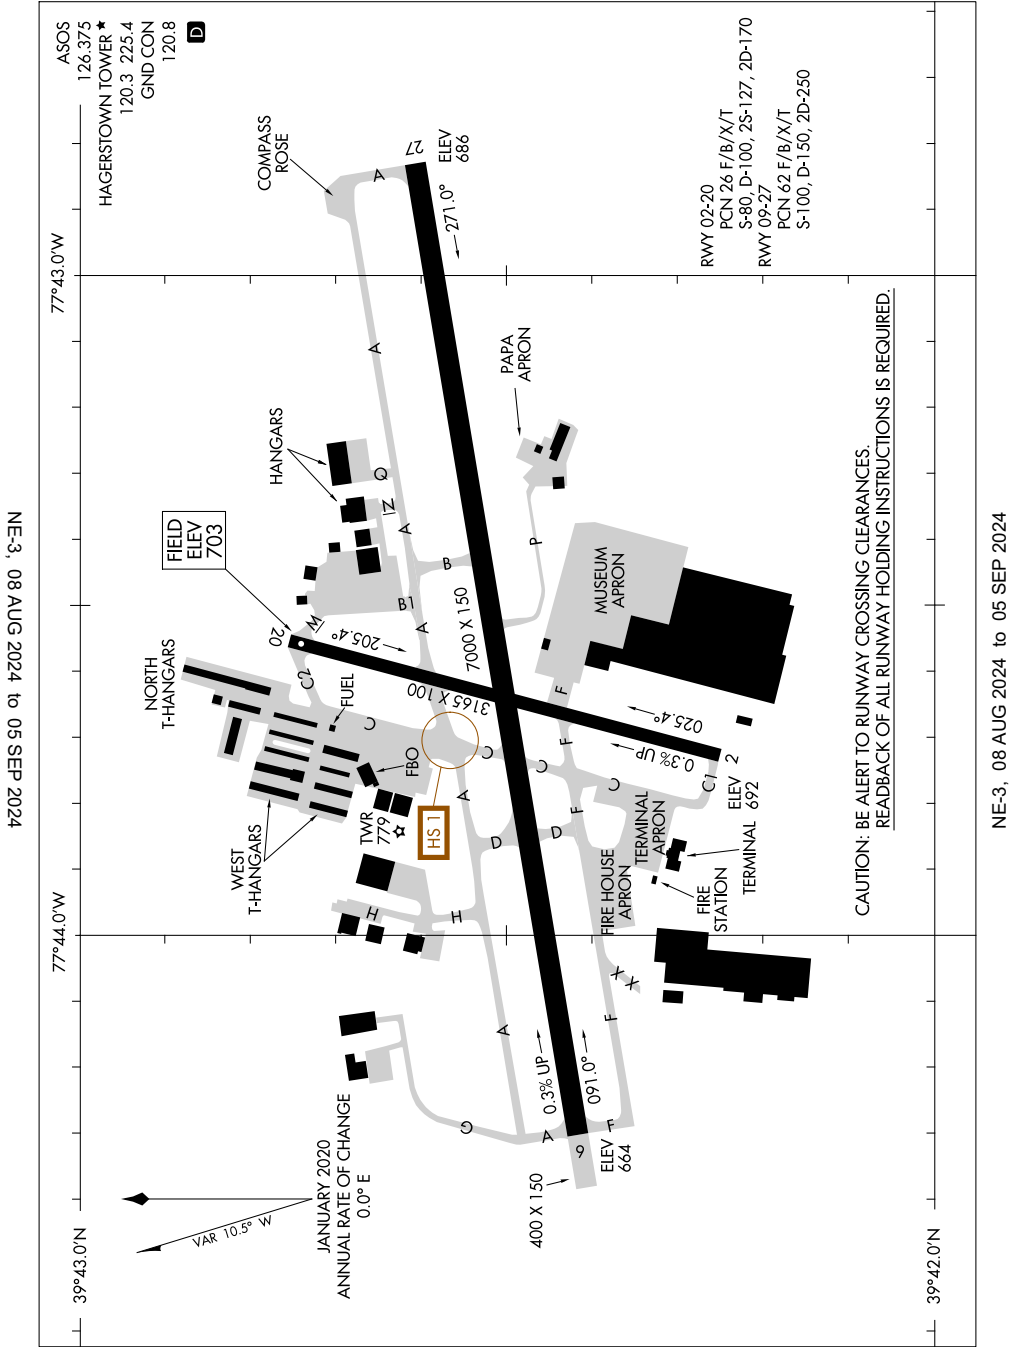 ASOS
126.375
HAGERSTOWN TOWER ★
120.3 225.4
GND CON
120.8
D
77°43.0'W
77°44.0'W
39°43.0'N
39°42.0'N
COMPASS
ROSE
A
27
ELEV
686
271.0°
A
HANGARS
PAPA
APRON
Q
N
A
B
P
FIELD
ELEV
703
B1
A
M
20
205.4°
7000 X 150
MUSEUM
APRON
NORTH
T-HANGARS
C2
FUEL
C
3165 X 100
F
025.4°
0.3% UP
2
FBO
C
C
F
C
C1
ELEV
692
HS 1
A
F
TWR
779
WEST
T-HANGARS
D
D
TERMINAL
APRON
TERMINAL
FIRE HOUSE
APRON
FIRE
STATION
H
H
X X
A
F
0.3% UP
091.0°
G
A
F
9
ELEV
664
400 X 150
JANUARY 2020
ANNUAL RATE OF CHANGE
0.0° E
VAR 10.5° W
RWY 02-20
PCN 26 F/B/X/T
S-80, D-100, 2S-127, 2D-170
RWY 09-27
PCN 62 F/B/X/T
S-100, D-150, 2D-250
CAUTION: BE ALERT TO RUNWAY CROSSING CLEARANCES.
READBACK OF ALL RUNWAY HOLDING INSTRUCTIONS IS REQUIRED.
NE-3, 08 AUG 2024 to 05 SEP 2024
NE-3, 08 AUG 2024 to 05 SEP 2024